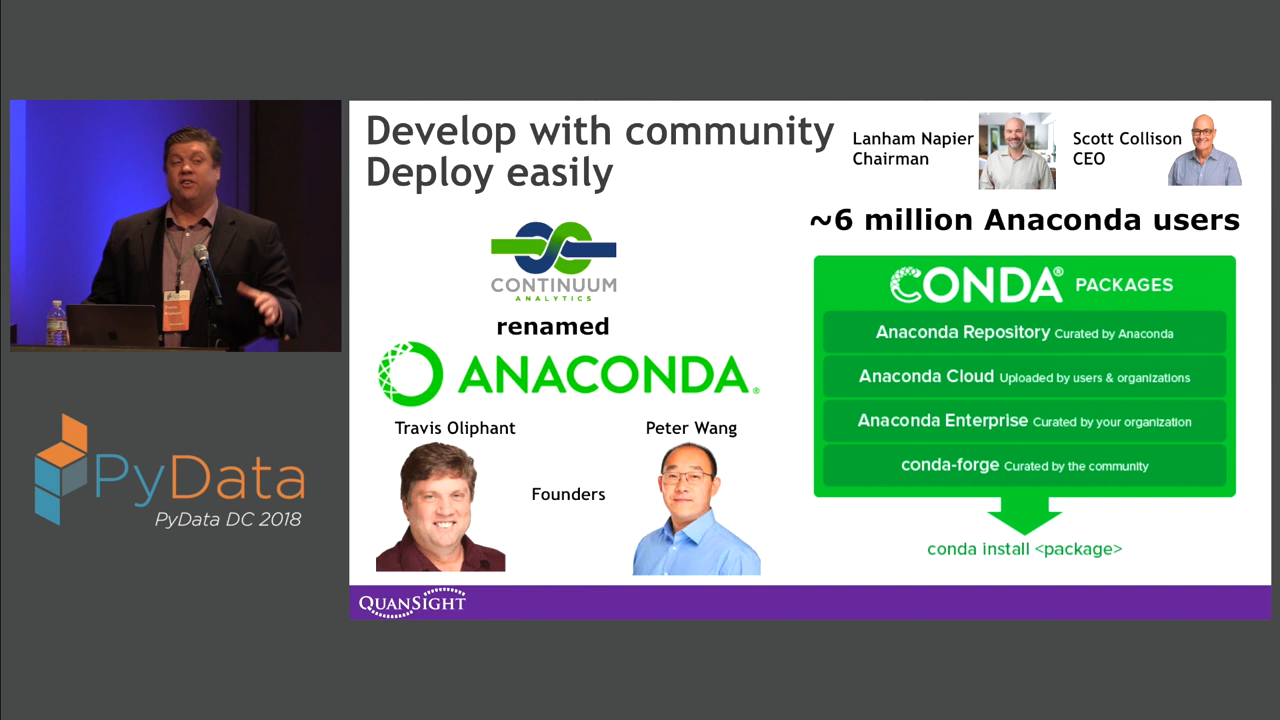 Develop with community
Deploy easily
Lanham Napier
Chairman
Scott Collison
CEO
CONTINUUM
ANALYTICS
renamed
ANACONDA®
Travis Oliphant
Peter Wang
Founders
~6 million Anaconda users
CONDA® PACKAGES
Anaconda Repository Curated by Anaconda
Anaconda Cloud Uploaded by users & organizations
Anaconda Enterprise Curated by your organization
conda-forge Curated by the community
conda install <package>
QUANSIGHT
PyData
PyData DC 2018